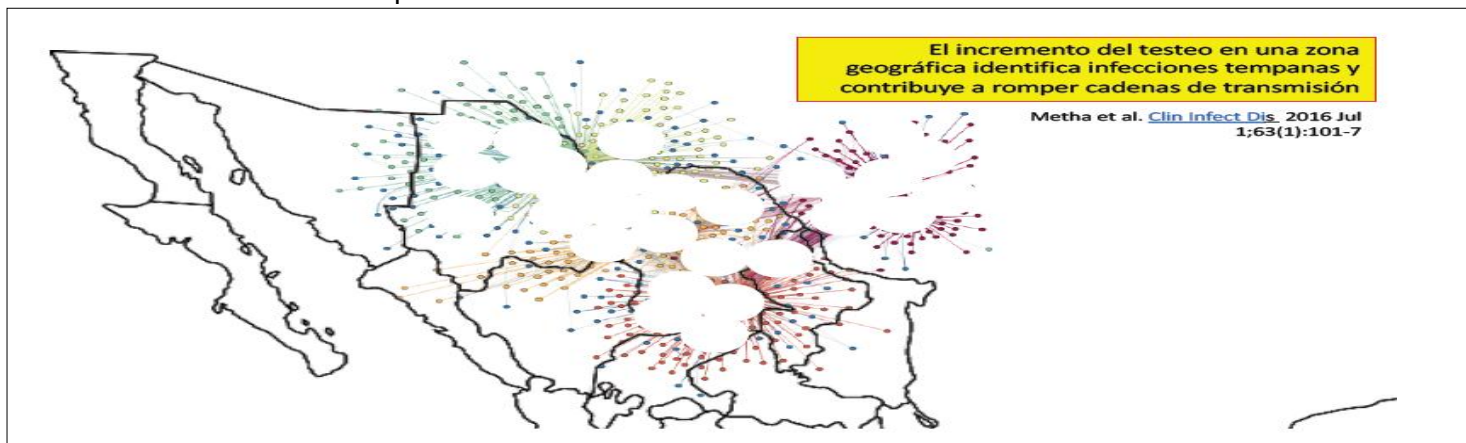 El incremento del testeo en una zona
geográfica identifica infecciones tempanas y
contribuye a romper cadenas de transmisión
Metha et al. Clin Infect Dis 2016 Jul
1;63(1):101-7